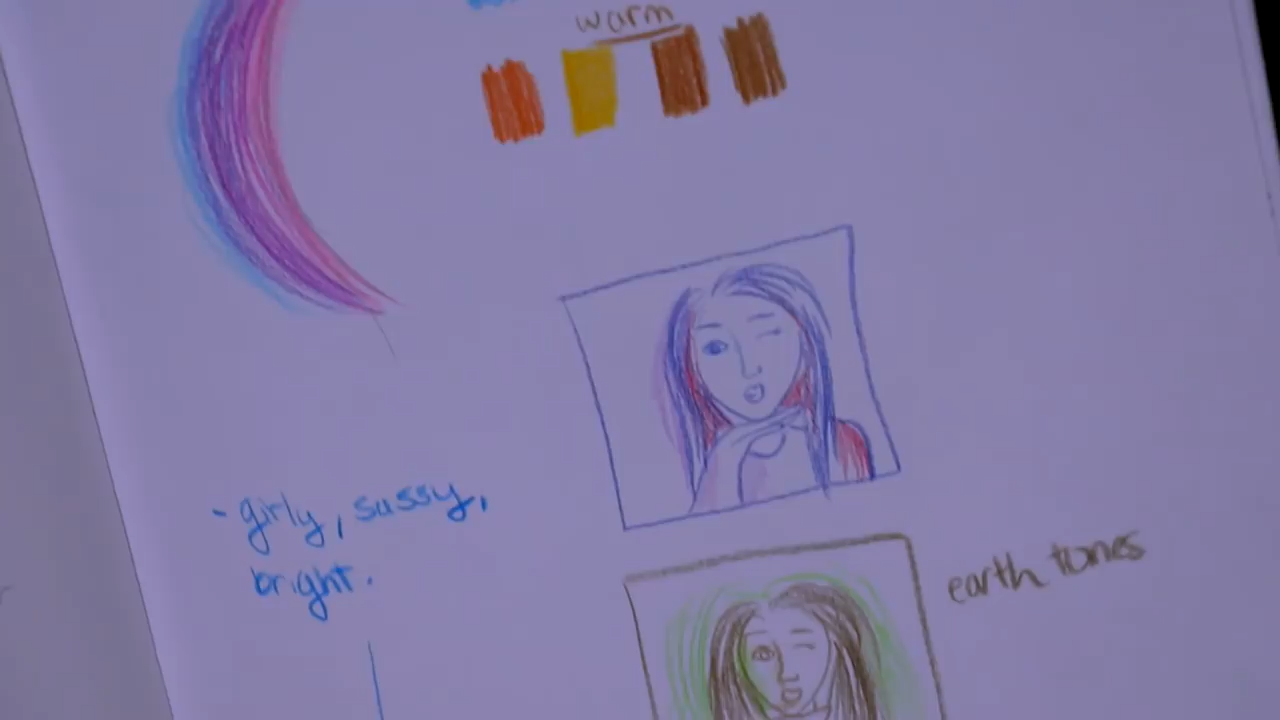 warm
- girly, sassy,
bright.
earth tones